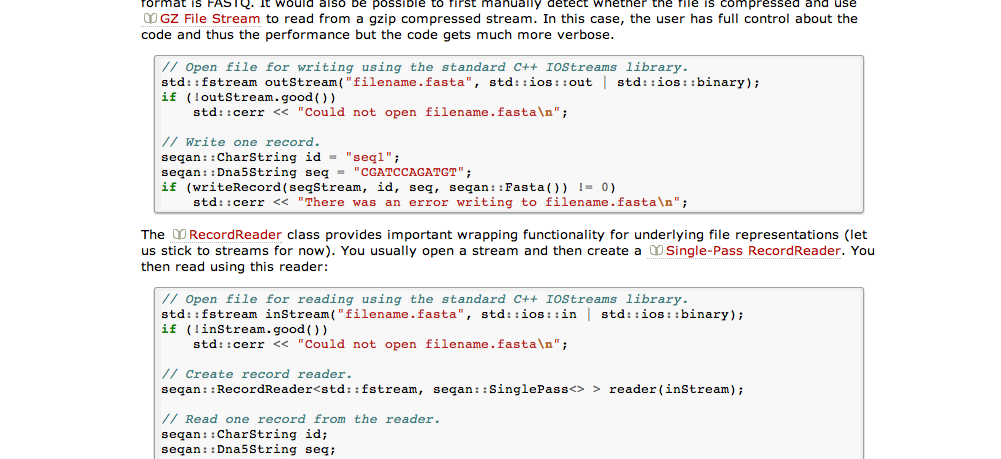 format is FASTQ. It would also be possible to first manually detect whether the file is compressed and use
GZ File Stream to read from a gzip compressed stream. In this case, the user has full control about the
code and thus the performance but the code gets much more verbose.
// Open file for writing using the standard C++ IOStreams library.
std::fstream outStream("filename.fasta", std::ios::out | std::ios::binary);
if (!outStream.good())
    std::cerr << "Could not open filename.fasta\n";
// Write one record.
seqan::CharString id = "seq1";
seqan::Dna5String seq = "CGATCCAGATGT";
if (writeRecord(seqStream, id, seq, seqan::Fasta()) != 0)
    std::cerr << "There was an error writing to filename.fasta\n";
The RecordReader class provides important wrapping functionality for underlying file representations (let
us stick to streams for now). You usually open a stream and then create a Single-Pass RecordReader. You
then read using this reader:
// Open file for reading using the standard C++ IOStreams library.
std::fstream inStream("filename.fasta", std::ios::in | std::ios::binary);
if (!inStream.good())
    std::cerr << "Could not open filename.fasta\n";
// Create record reader.
seqan::RecordReader<std::fstream, seqan::SinglePass<> > reader(inStream);
// Read one record from the reader.
seqan::CharString id;
seqan::Dna5String seq;